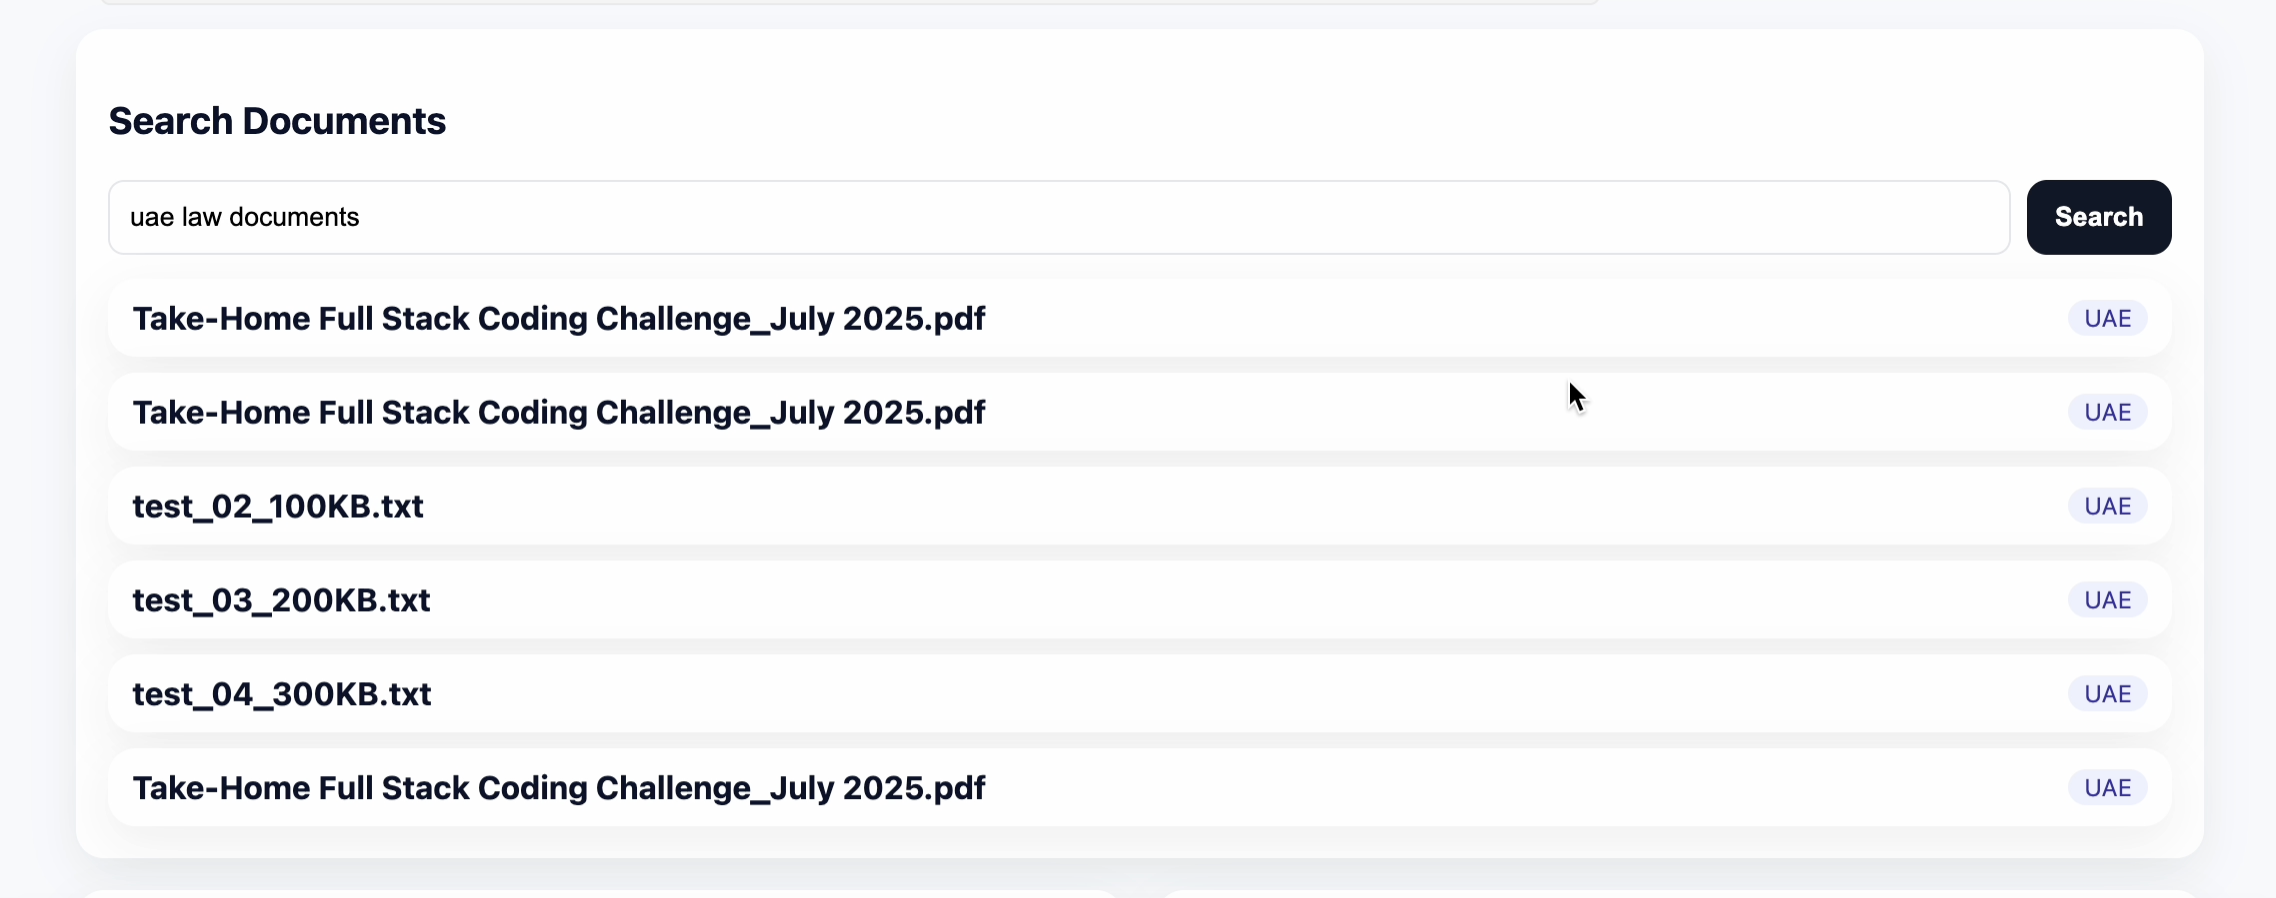 Search Documents
uae law documents
Search
Take-Home Full Stack Coding Challenge_July 2025.pdf
UAE
Take-Home Full Stack Coding Challenge_July 2025.pdf
UAE
test_02_100KB.txt
UAE
test_03_200KB.txt
UAE
test_04_300KB.txt
UAE
Take-Home Full Stack Coding Challenge_July 2025.pdf
UAE